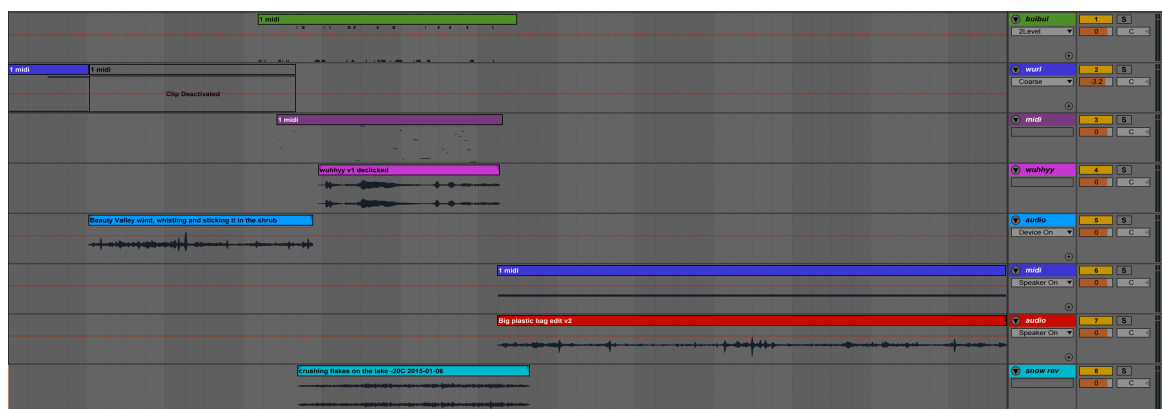 1 midi buibui 1 S
2Level 0 C
1 midi 1 midi wurl 2 S
Clip Deactivated Coarse -3.2 C
1 midi midi 3 S
0 C
wuhhyy v1 declicked wuhhyy 4 S
0 C
Beauty Valley wind, whistling and sticking it in the shrub audio 5 S
Device On 0 C
1 midi midi 6 S
Speaker On 0 C
Big plastic bag edit v2 audio 7 S
Speaker On 0 C
crushing flakes on the lake -20C 2015-01-06 snow rev 8 S
0 C